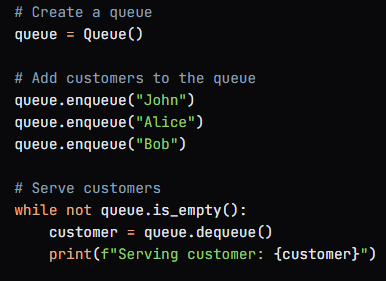 # Create a queue
queue = Queue()

# Add customers to the queue
queue.enqueue("John")
queue.enqueue("Alice")
queue.enqueue("Bob")

# Serve customers
while not queue.is_empty():
    customer = queue.dequeue()
    print(f"Serving customer: {customer}")